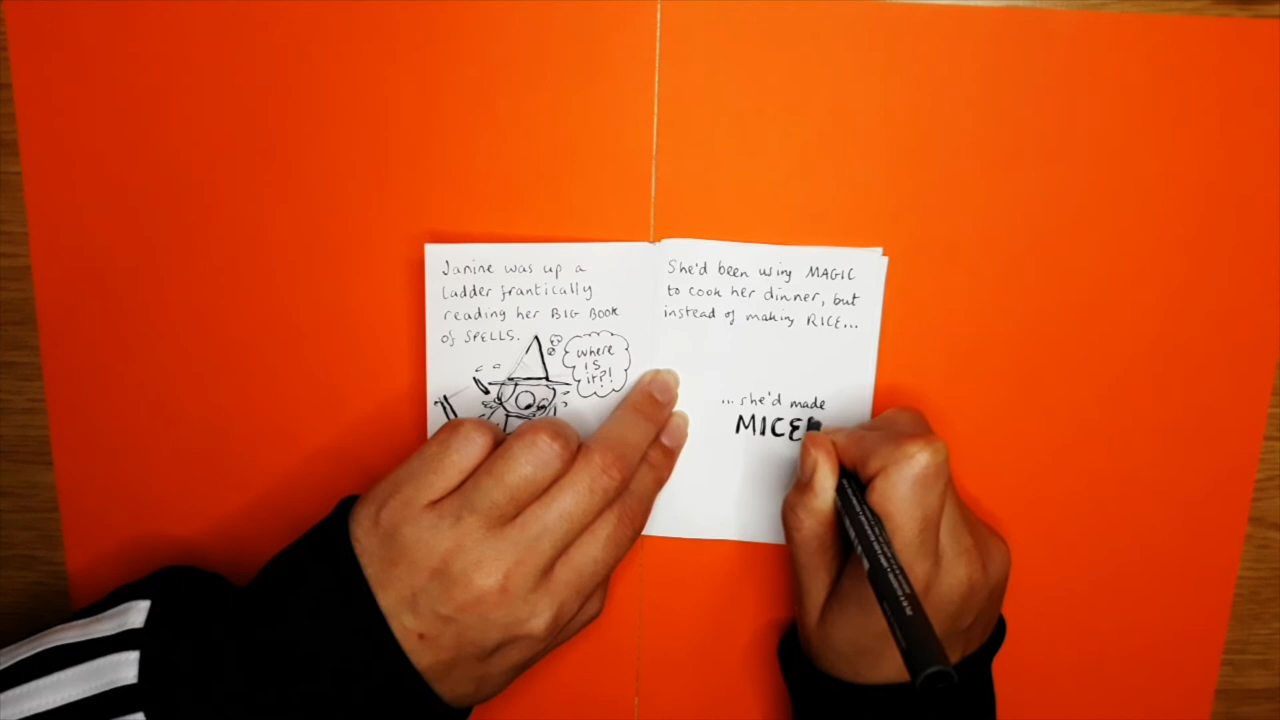 Janine was up a
ladder frantically
reading her BIG BOOK
of SPELLS.
where
is
it?!
She'd been using MAGIC
to cook her dinner, but
instead of making RICE...
... she'd made
MICE